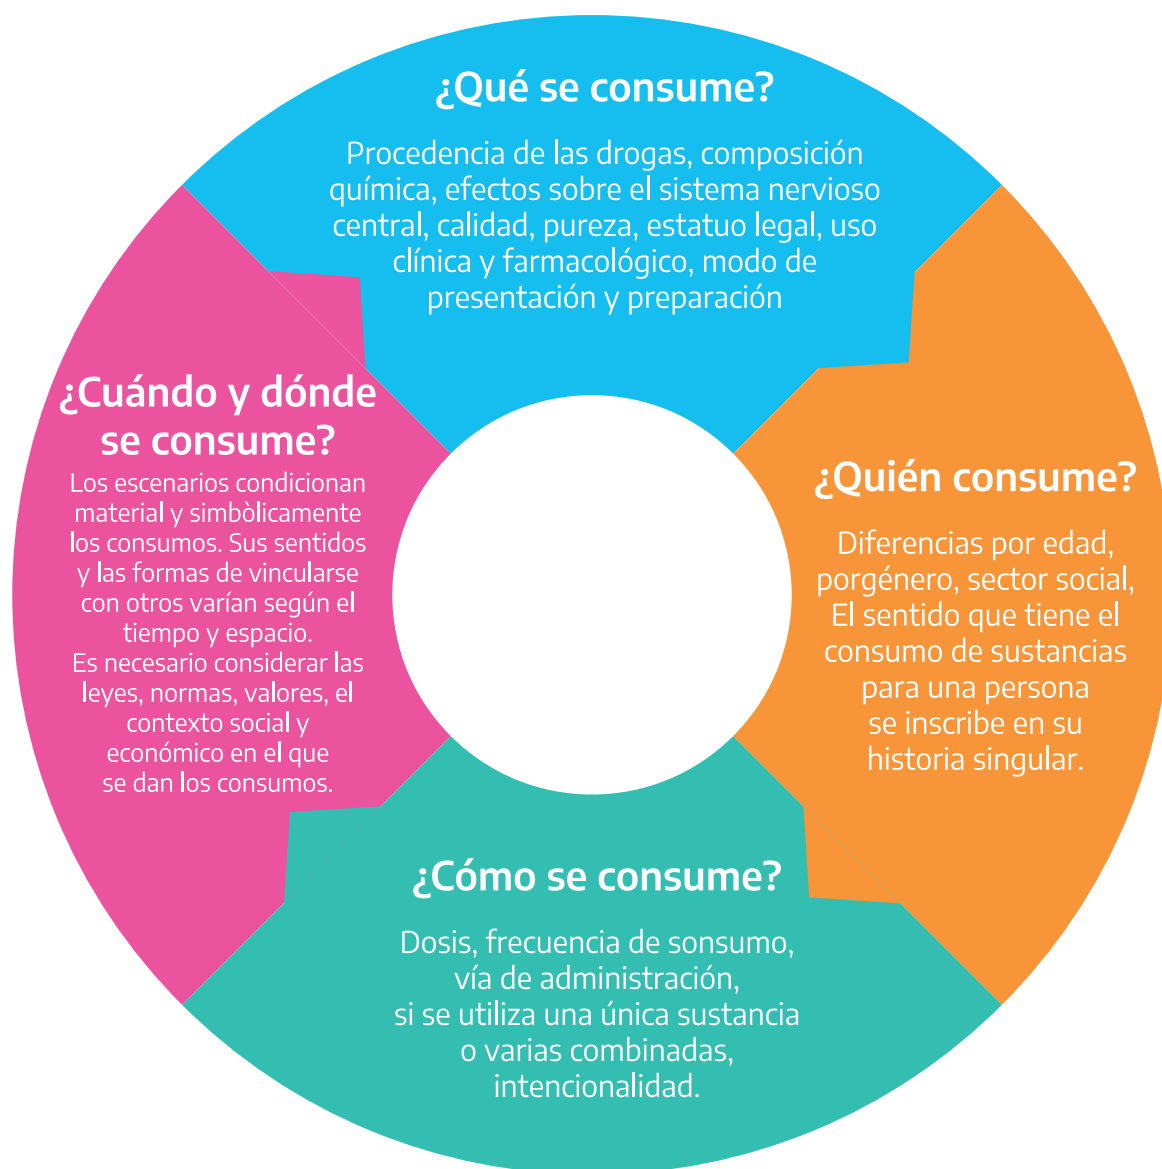 ¿Qué se consume?
Procedencia de las drogas, composición
química, efectos sobre el sistema nervioso
central, calidad, pureza, estatuo legal, uso
clínica y farmacológico, modo de
presentación y preparación
¿Quién consume?
Diferencias por edad,
porgénero, sector social,
El sentido que tiene el
consumo de sustancias
para una persona
se inscribe en su
historia singular.
¿Cómo se consume?
Dosis, frecuencia de sonsumo,
vía de administración,
si se utiliza una única sustancia
o varias combinadas,
intencionalidad.
¿Cuándo y dónde
se consume?
Los escenarios condicionan
material y simbòlicamente
los consumos. Sus sentidos
y las formas de vincularse
con otros varían según el
tiempo y espacio.
Es necesario considerar las
leyes, normas, valores, el
contexto social y
económico en el que
se dan los consumos.